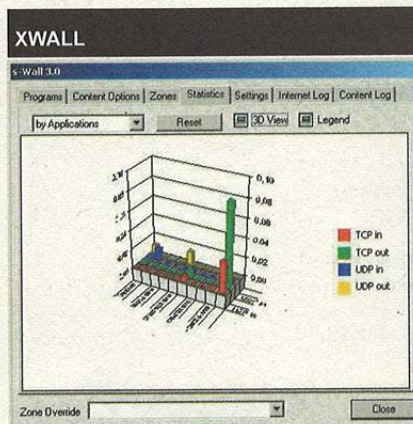 XWALL
s-Wall 3.0
Programs Content Options Zones Statistics Settings Internet Log Content Log
by Applications Reset 3D View Legend
0,10
0,08
0,06
0,04
0,02
0,00
TCP in
TCP out
UDP in
UDP out
Zone Override Close